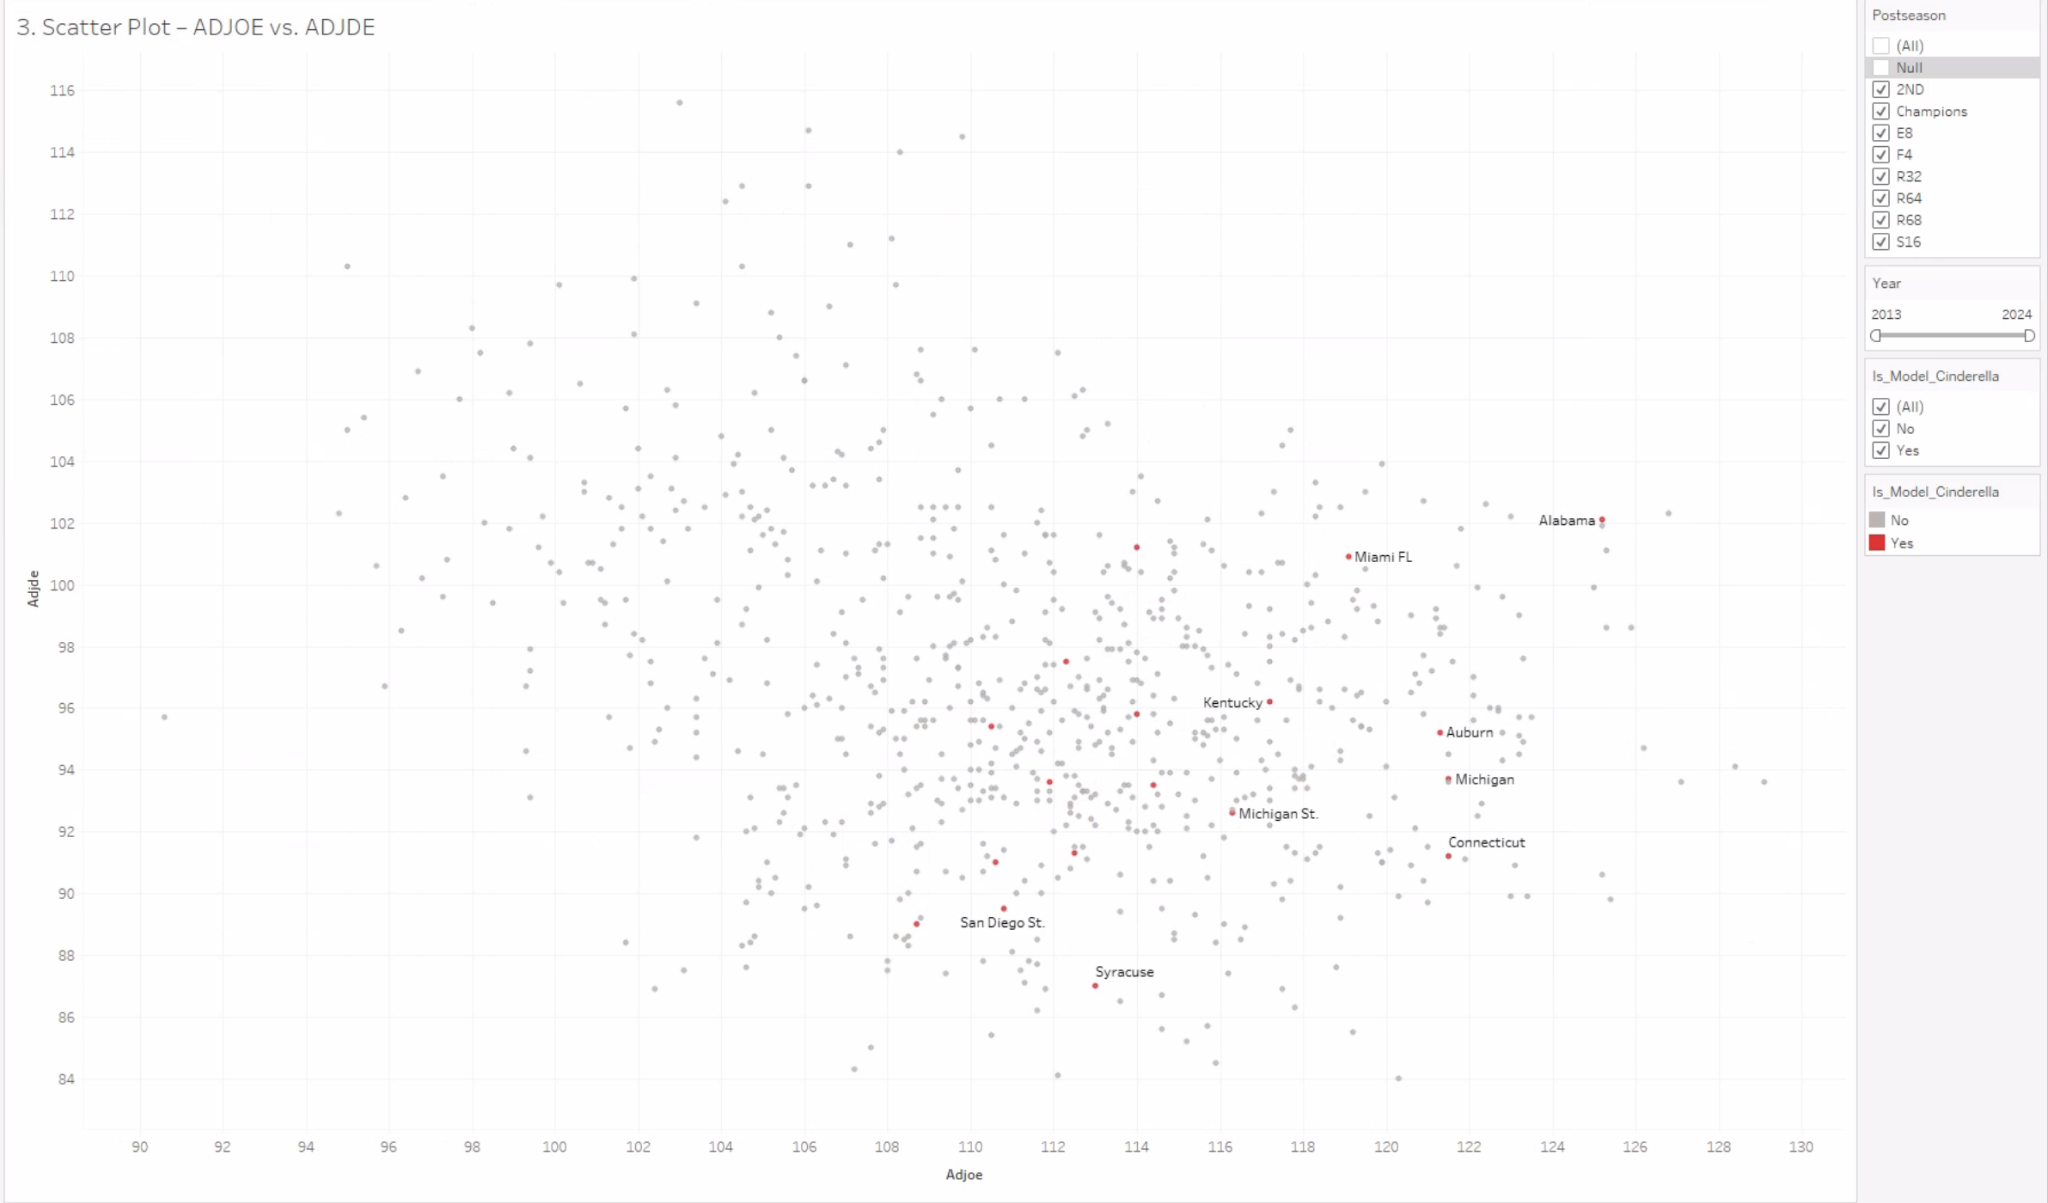 3. Scatter Plot – ADJOE vs. ADJDE
116
114
112
110
108
106
104
102
100
98
96
94
92
90
88
86
84
Adjde
Alabama
Miami FL
Kentucky
Auburn
Michigan
Michigan St.
Connecticut
San Diego St.
Syracuse
90 92 94 96 98 100 102 104 106 108 110 112 114 116 118 120 122 124 126 128 130
Adjoe
Postseason
(All)
Null
2ND
Champions
E8
F4
R32
R64
R68
S16
Year
2013 2024
Is_Model_Cinderella
(All)
No
Yes
Is_Model_Cinderella
No
Yes